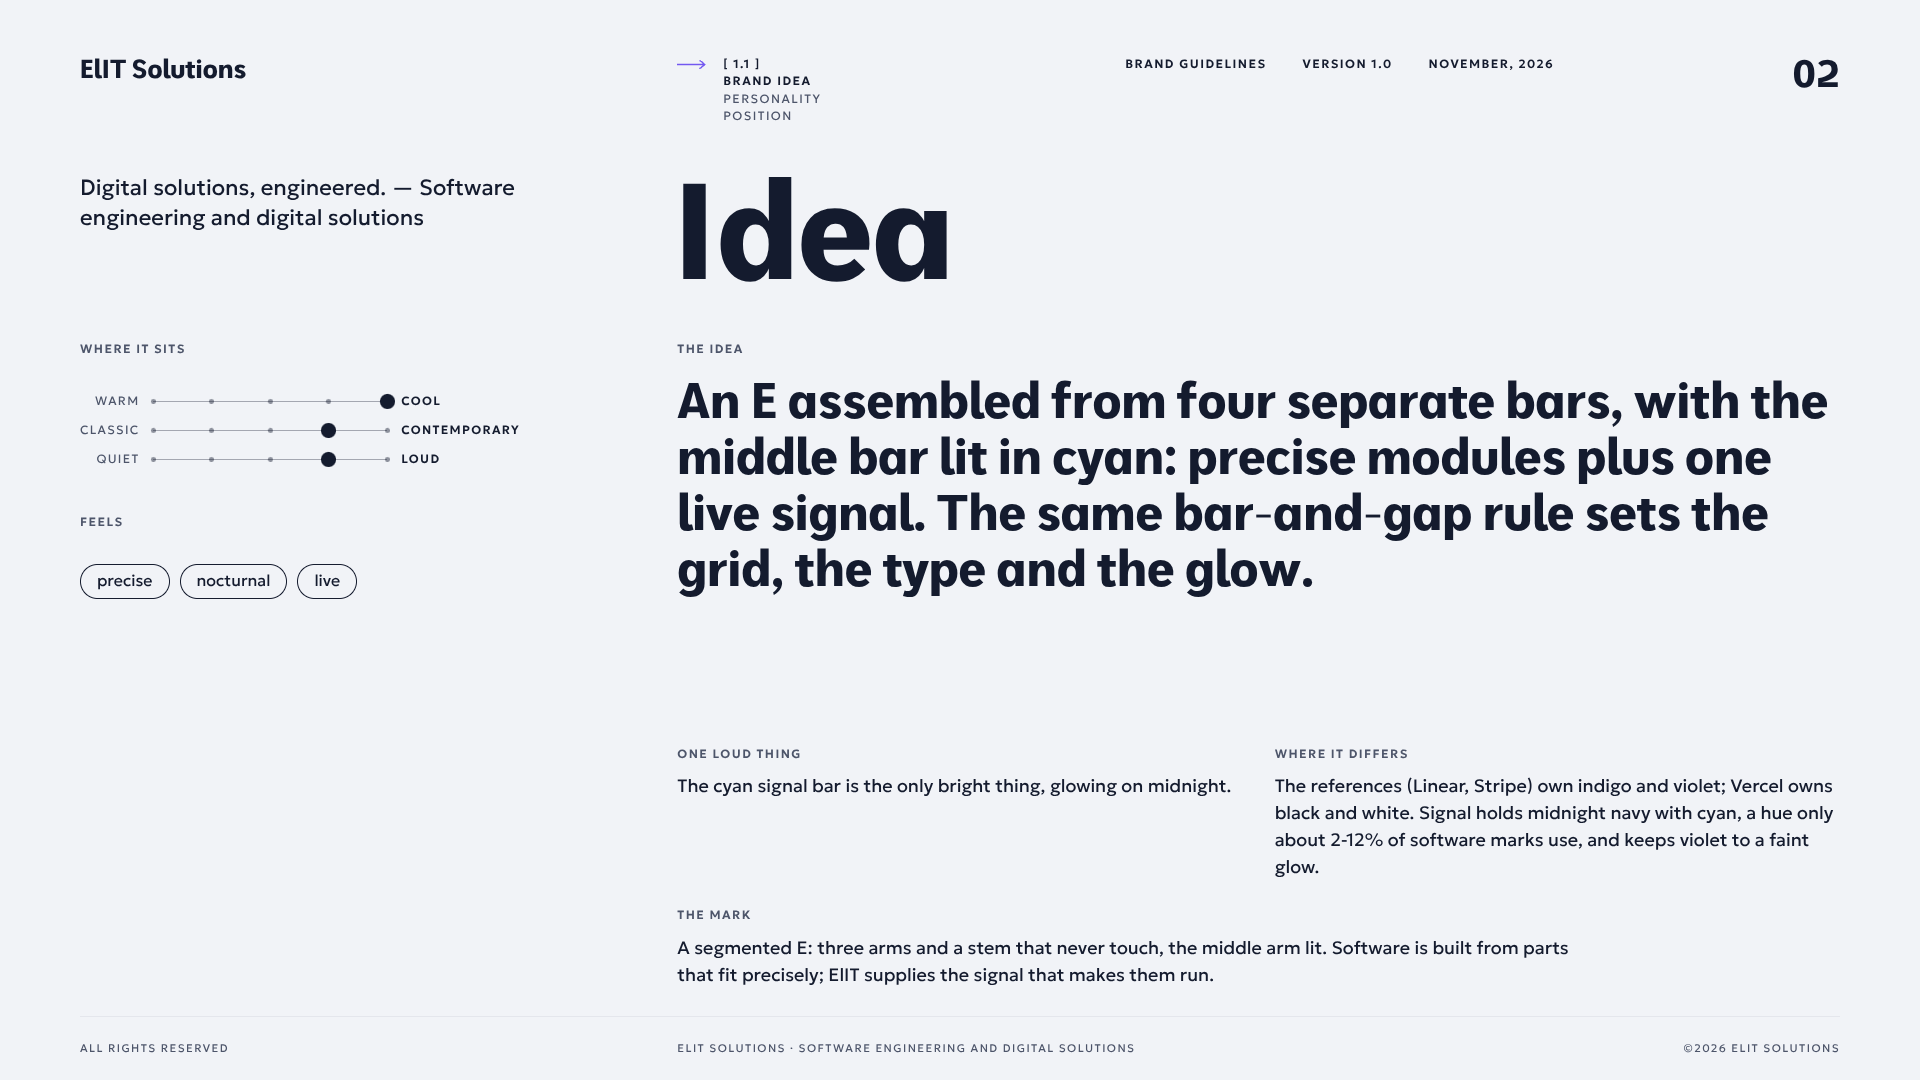 ElIT Solutions
[ 1.1 ]
BRAND IDEA
PERSONALITY
POSITION
BRAND GUIDELINES
VERSION 1.0
NOVEMBER, 2026
02
Digital solutions, engineered. — Software
engineering and digital solutions
Idea
WHERE IT SITS
WARM COOL
CLASSIC CONTEMPORARY
QUIET LOUD
FEELS
precise nocturnal live
THE IDEA
An E assembled from four separate bars, with the
middle bar lit in cyan: precise modules plus one
live signal. The same bar-and-gap rule sets the
grid, the type and the glow.
ONE LOUD THING
The cyan signal bar is the only bright thing, glowing on midnight.
WHERE IT DIFFERS
The references (Linear, Stripe) own indigo and violet; Vercel owns
black and white. Signal holds midnight navy with cyan, a hue only
about 2-12% of software marks use, and keeps violet to a faint
glow.
THE MARK
A segmented E: three arms and a stem that never touch, the middle arm lit. Software is built from parts
that fit precisely; ElIT supplies the signal that makes them run.
ALL RIGHTS RESERVED
ELIT SOLUTIONS · SOFTWARE ENGINEERING AND DIGITAL SOLUTIONS
©2026 ELIT SOLUTIONS